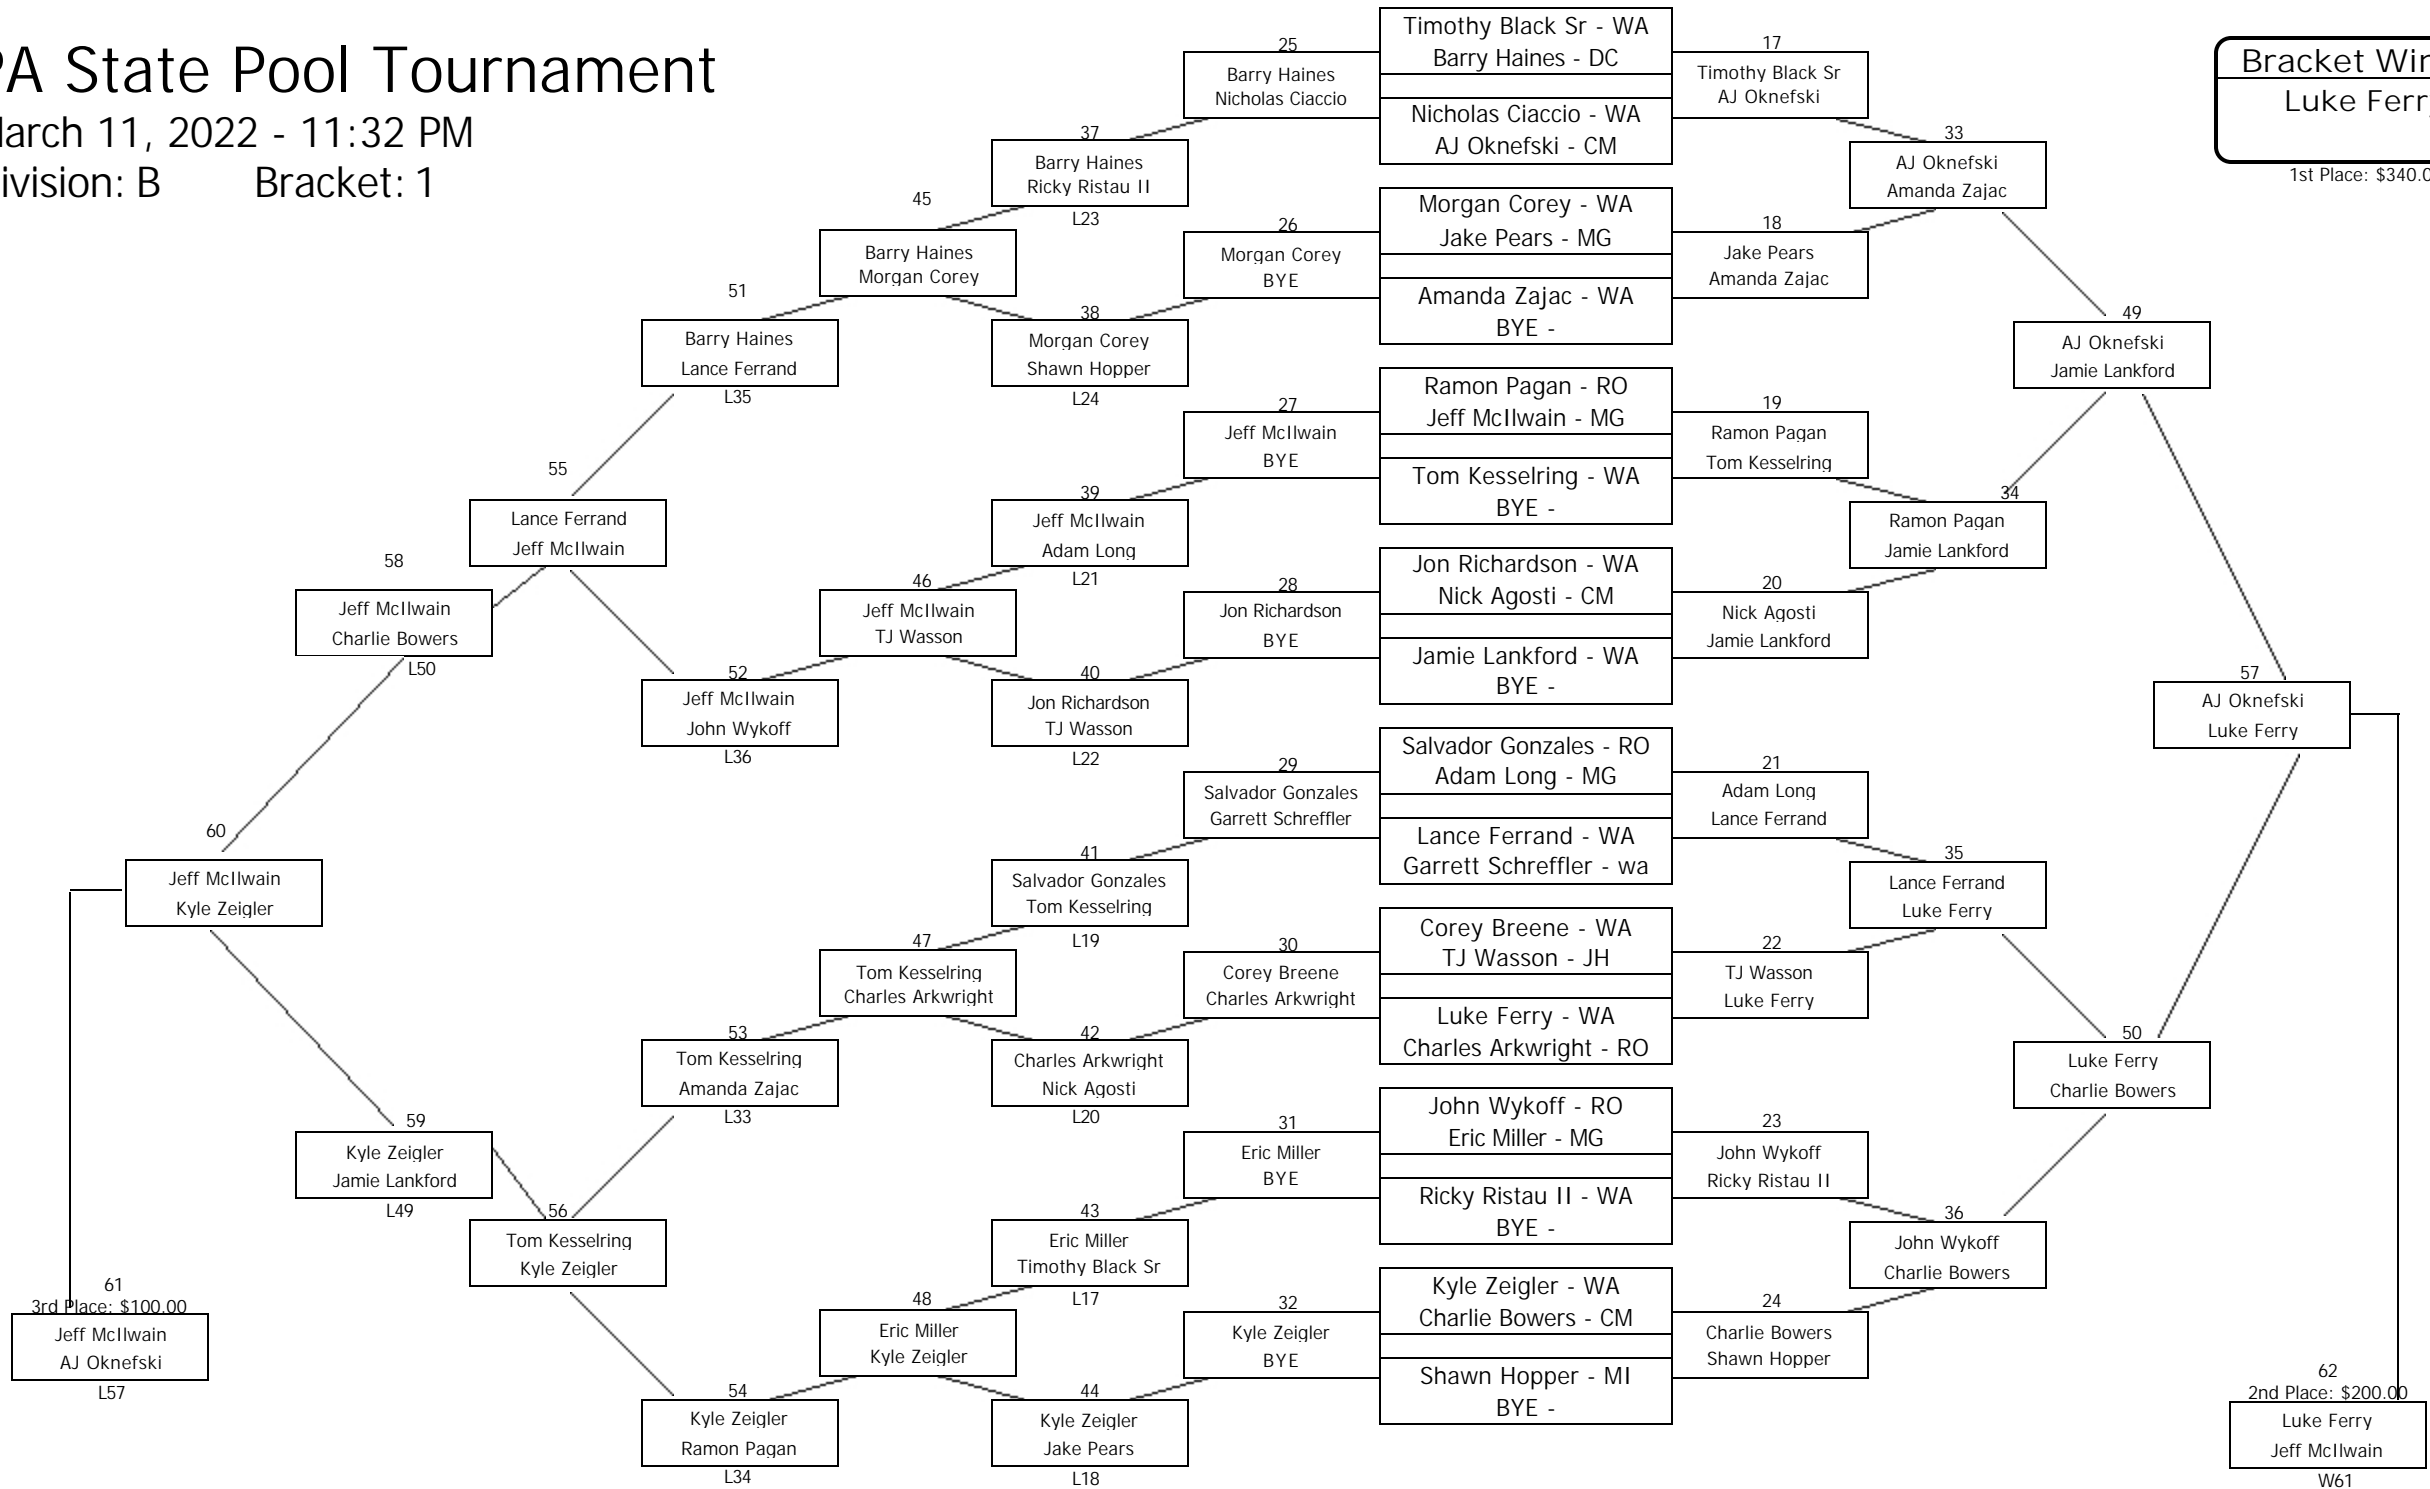 PA State Pool Tournament
March 11, 2022 - 11:32 PM
Division: B Bracket: 1
Bracket Win
Luke Ferry
1st Place: $340.0
Timothy Black Sr - WA
Barry Haines - DC
Nicholas Ciaccio - WA
AJ Oknefski - CM
Morgan Corey - WA
Jake Pears - MG
Amanda Zajac - WA
BYE -
Ramon Pagan - RO
Jeff McIlwain - MG
Tom Kesselring - WA
BYE -
Jon Richardson - WA
Nick Agosti - CM
Jamie Lankford - WA
BYE -
Salvador Gonzales - RO
Adam Long - MG
Lance Ferrand - WA
Garrett Schreffler - wa
Corey Breene - WA
TJ Wasson - JH
Luke Ferry - WA
Charles Arkwright - RO
John Wykoff - RO
Eric Miller - MG
Ricky Ristau II - WA
BYE -
Kyle Zeigler - WA
Charlie Bowers - CM
Shawn Hopper - MI
BYE -
17
Timothy Black Sr
AJ Oknefski
18
Jake Pears
Amanda Zajac
19
Ramon Pagan
Tom Kesselring
20
Nick Agosti
Jamie Lankford
21
Adam Long
Lance Ferrand
22
TJ Wasson
Luke Ferry
23
John Wykoff
Ricky Ristau II
24
Charlie Bowers
Shawn Hopper
25
Barry Haines
Nicholas Ciaccio
26
Morgan Corey
BYE
27
Jeff McIlwain
BYE
28
Jon Richardson
BYE
29
Salvador Gonzales
Garrett Schreffler
30
Corey Breene
Charles Arkwright
31
Eric Miller
BYE
32
Kyle Zeigler
BYE
33
AJ Oknefski
Amanda Zajac
34
Ramon Pagan
Jamie Lankford
35
Lance Ferrand
Luke Ferry
36
John Wykoff
Charlie Bowers
37
Barry Haines
Ricky Ristau II
L23
38
Morgan Corey
Shawn Hopper
L24
39
Jeff McIlwain
Adam Long
L21
40
Jon Richardson
TJ Wasson
L22
41
Salvador Gonzales
Tom Kesselring
L19
42
Charles Arkwright
Nick Agosti
L20
43
Eric Miller
Timothy Black Sr
L17
44
Kyle Zeigler
Jake Pears
L18
45
Barry Haines
Morgan Corey
46
Jeff McIlwain
TJ Wasson
47
Tom Kesselring
Charles Arkwright
48
Eric Miller
Kyle Zeigler
49
AJ Oknefski
Jamie Lankford
50
Luke Ferry
Charlie Bowers
51
Barry Haines
Lance Ferrand
L35
52
Jeff McIlwain
John Wykoff
L36
53
Tom Kesselring
Amanda Zajac
L33
54
Kyle Zeigler
Ramon Pagan
L34
55
Lance Ferrand
Jeff McIlwain
56
Tom Kesselring
Kyle Zeigler
57
AJ Oknefski
Luke Ferry
58
Jeff McIlwain
Charlie Bowers
L50
59
Kyle Zeigler
Jamie Lankford
L49
60
Jeff McIlwain
Kyle Zeigler
61
3rd Place: $100.00
Jeff McIlwain
AJ Oknefski
L57
62
2nd Place: $200.00
Luke Ferry
Jeff McIlwain
W61